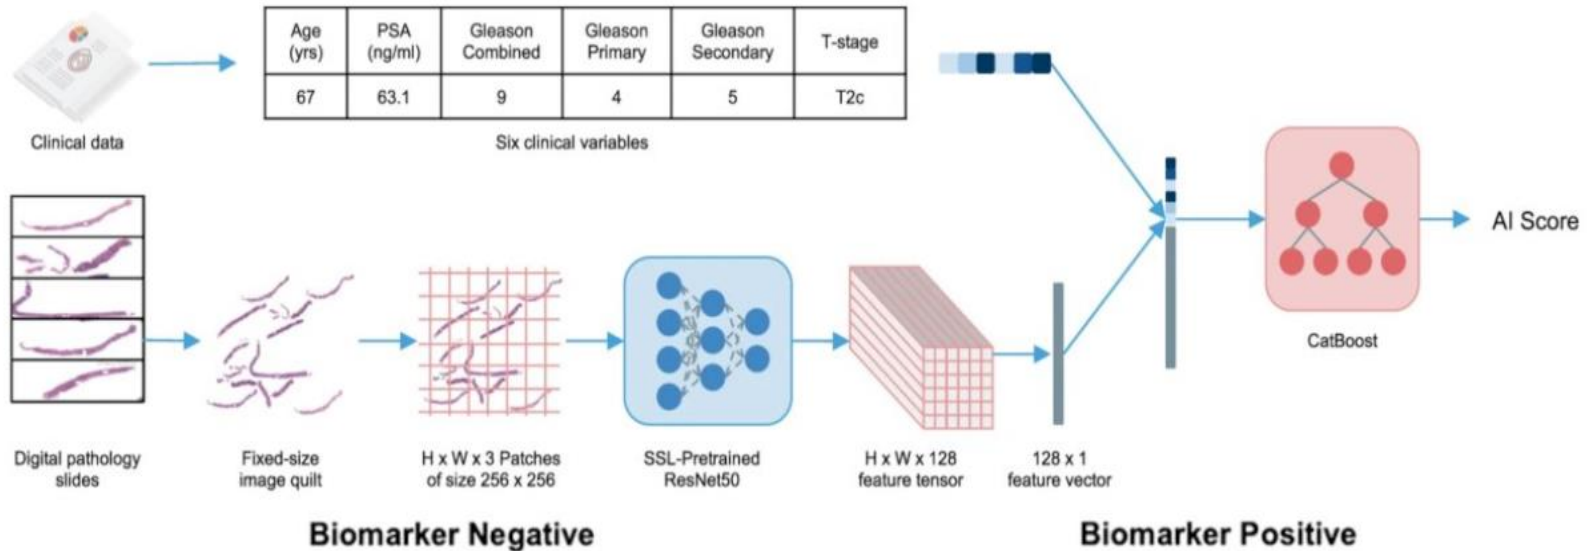 Age (yrs)
PSA (ng/ml)
Gleason Combined
Gleason Primary
Gleason Secondary
T-stage
67
63.1
9
4
5
T2c
Clinical data
Six clinical variables
AI Score
CatBoost
Digital pathology
slides
Fixed-size
image quilt
H x W x 3 Patches
of size 256 x 256
SSL-Pretrained
ResNet50
H x W x 128
feature tensor
128 x 1
feature vector
Biomarker Negative
Biomarker Positive